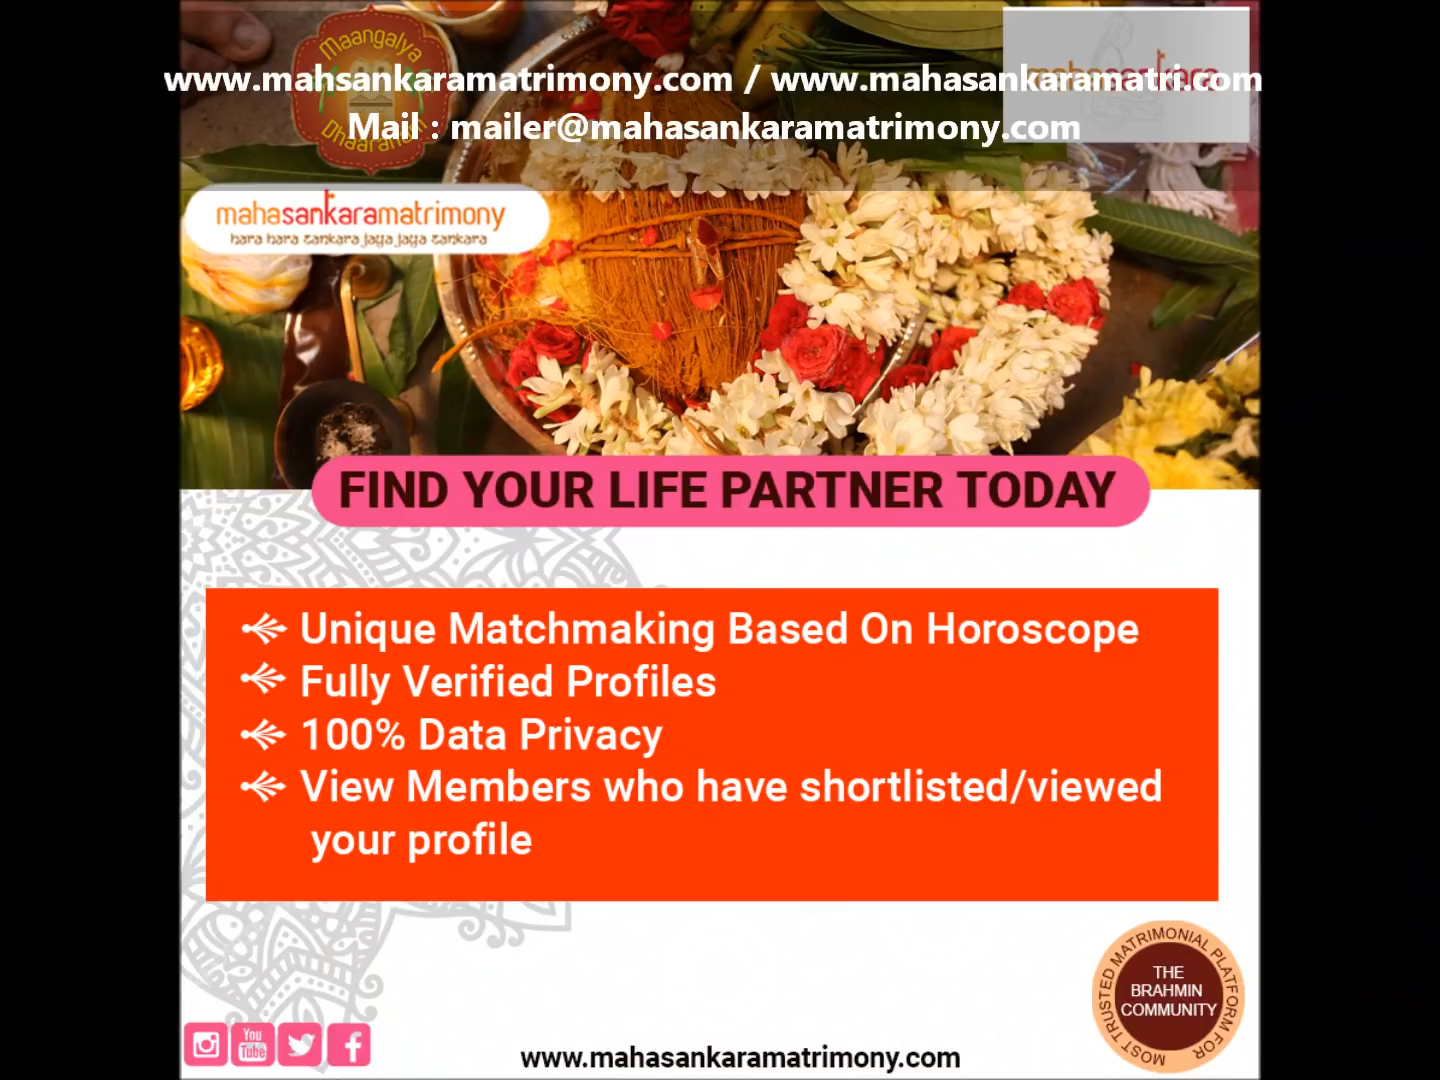 Maangalya
Dhaaranam
www.mahsankaramatrimony.com / www.mahasankaramatri.com
Mail : mailer@mahasankaramatrimony.com
mahasankara
mahasankaramatrimony
hara hara sankara jaya jaya sankara
FIND YOUR LIFE PARTNER TODAY
Unique Matchmaking Based On Horoscope
Fully Verified Profiles
100% Data Privacy
View Members who have shortlisted/viewed
your profile
MOST TRUSTED MATRIMONIAL PLATFORM FOR
THE
BRAHMIN
COMMUNITY
You
Tube
www.mahasankaramatrimony.com